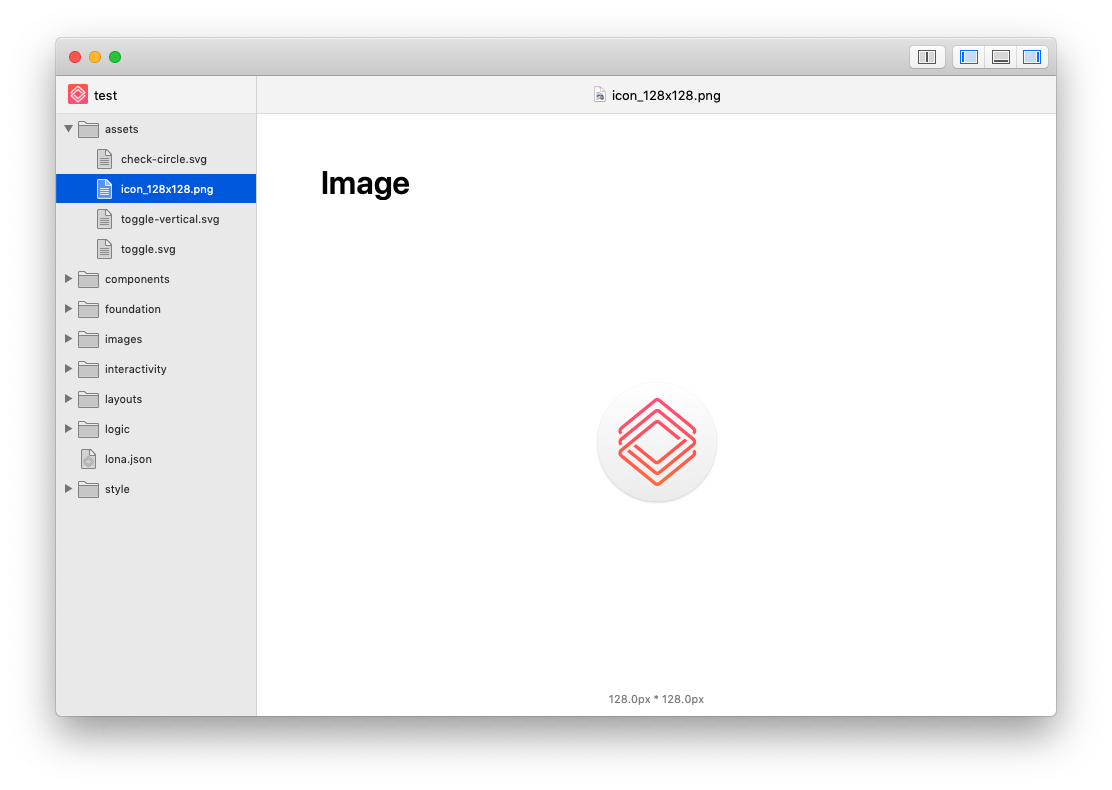 test
icon_128x128.png
assets
check-circle.svg
icon_128x128.png
toggle-vertical.svg
toggle.svg
components
foundation
images
interactivity
layouts
logic
lona.json
style
Image
128.0px * 128.0px